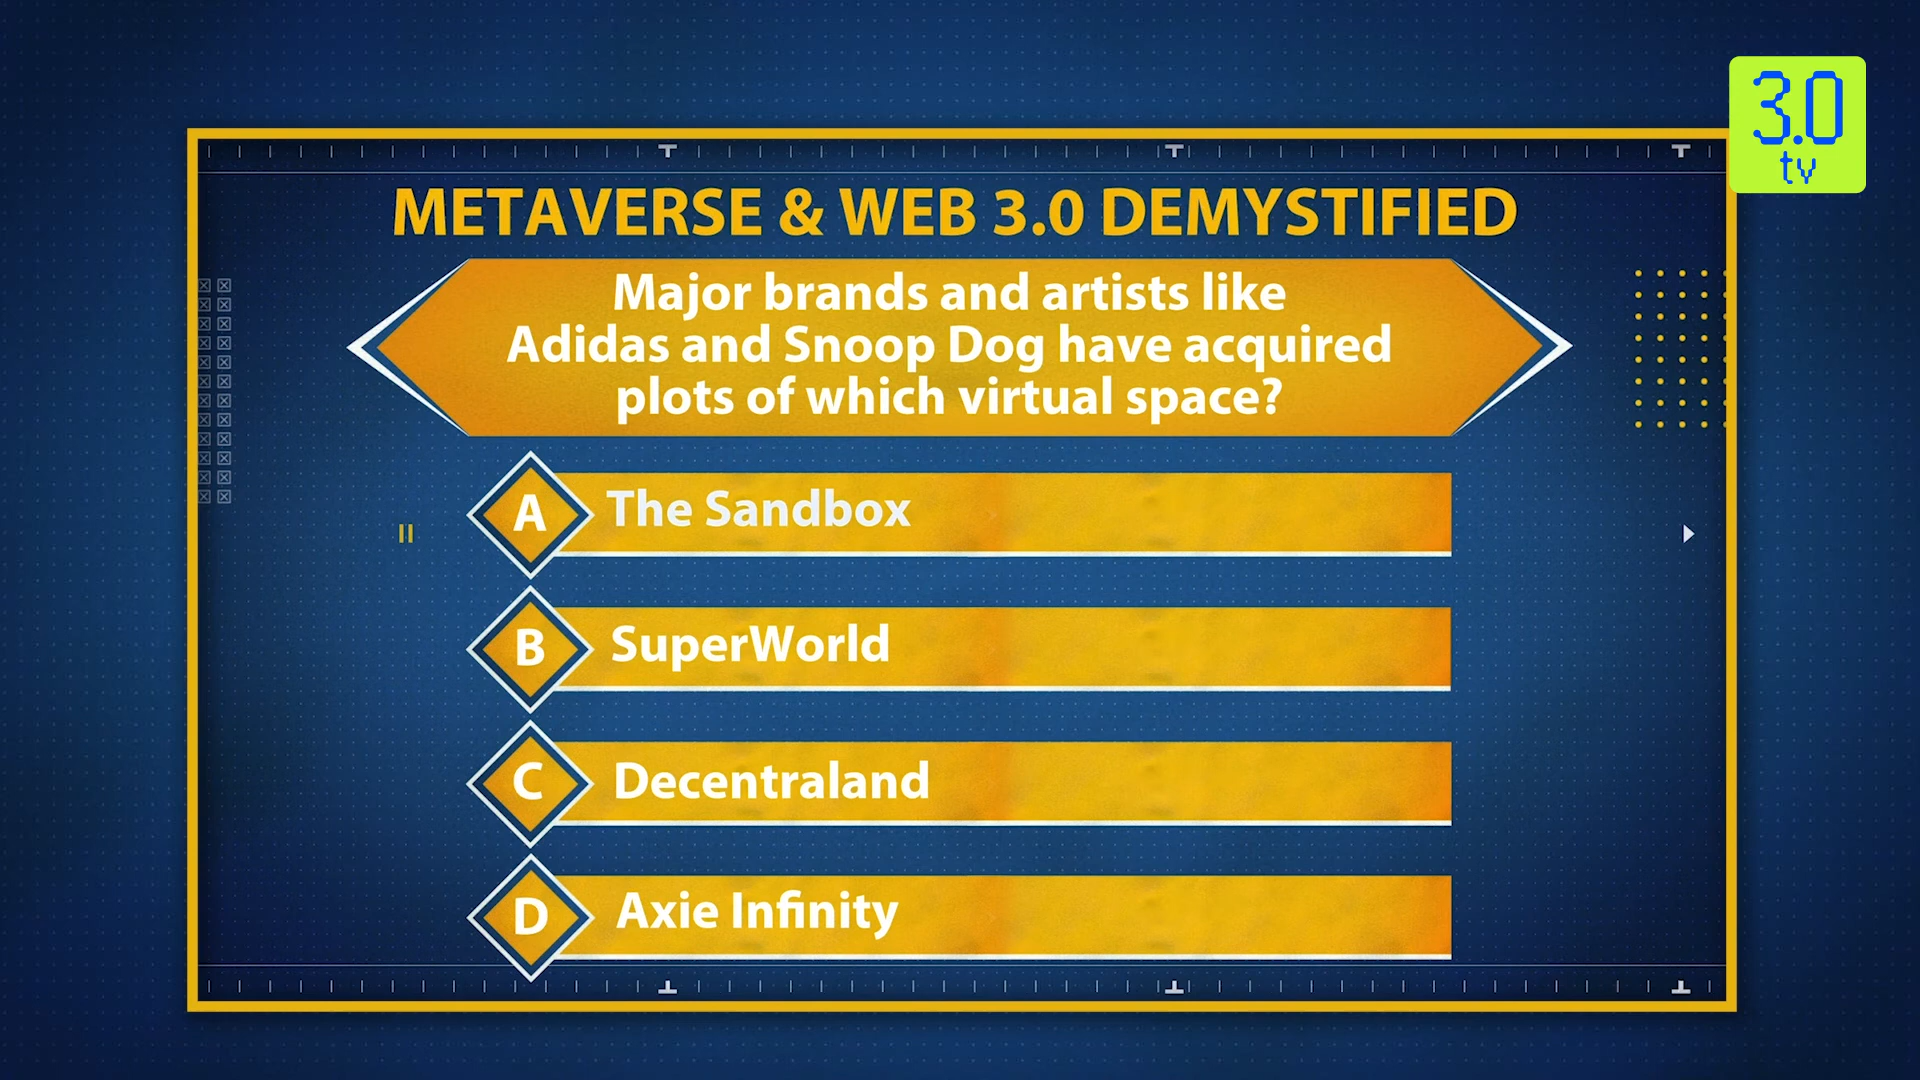 3.0
tv
METAVERSE & WEB 3.0 DEMYSTIFIED
Major brands and artists like
Adidas and Snoop Dog have acquired
plots of which virtual space?
A The Sandbox
B SuperWorld
C Decentraland
D Axie Infinity